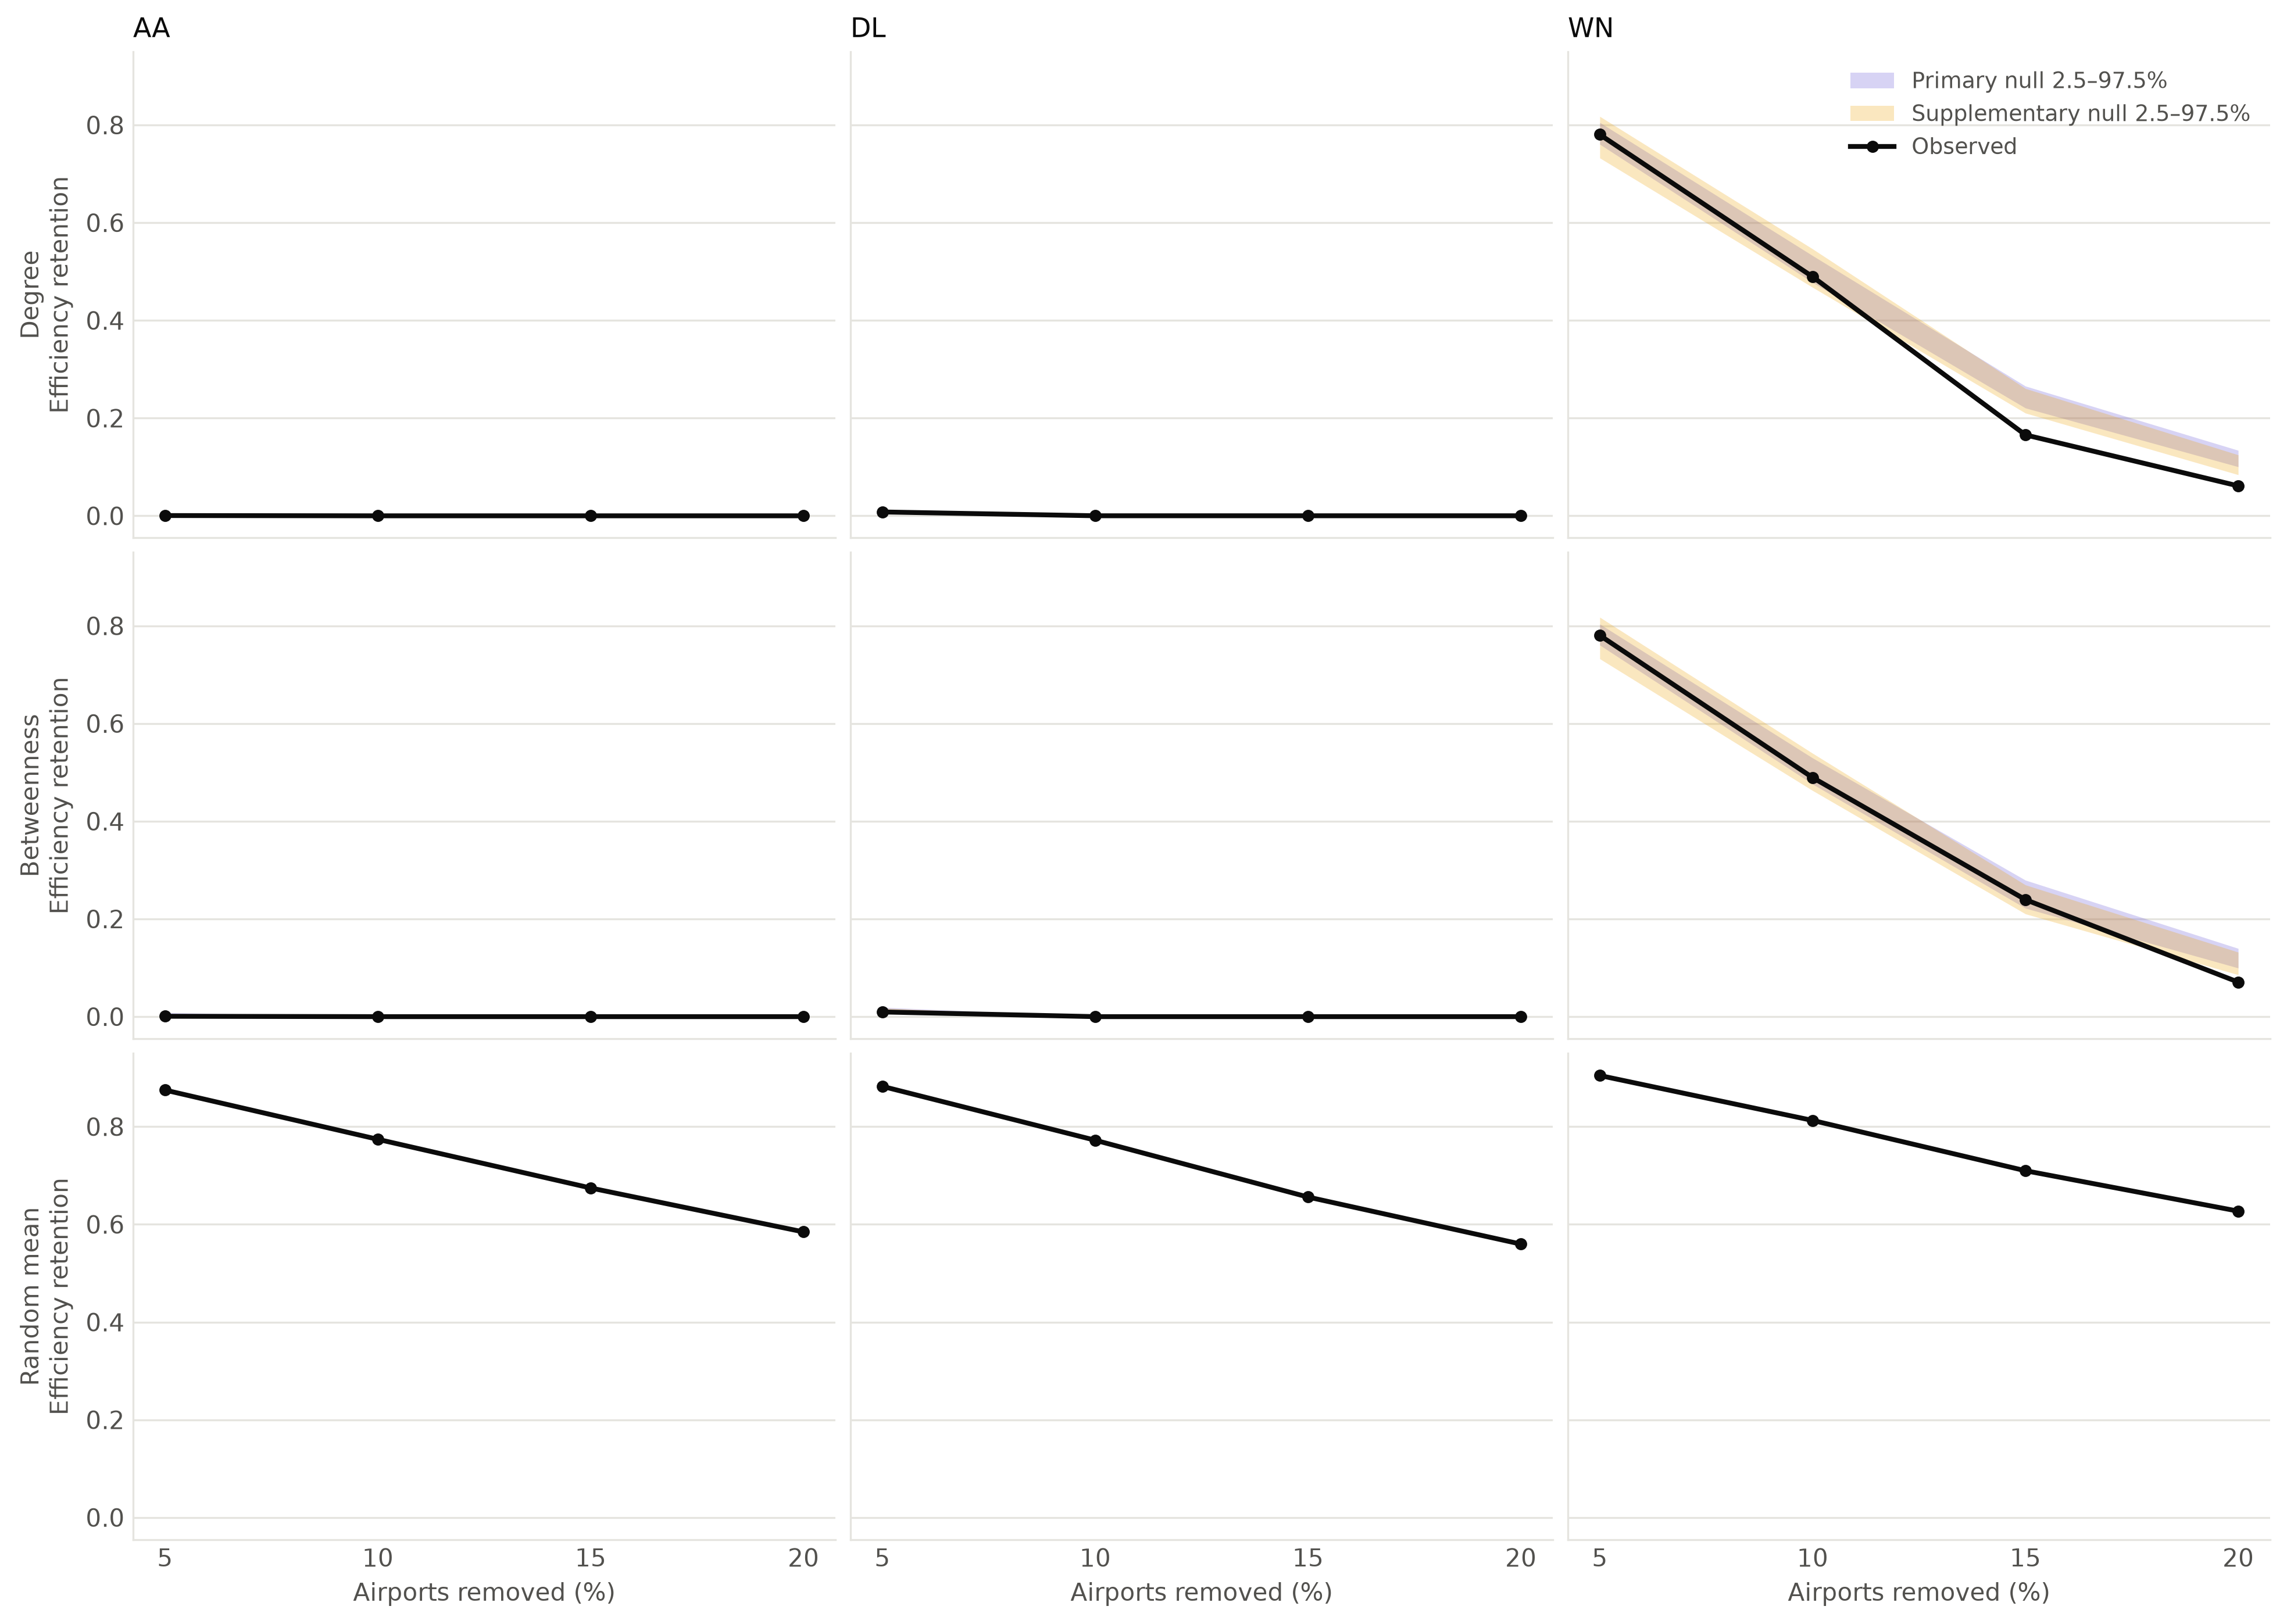 AA
DL
WN
Primary null 2.5–97.5%
Supplementary null 2.5–97.5%
Observed
Degree
Efficiency retention
0.8
0.6
0.4
0.2
0.0
Betweenness
Efficiency retention
0.8
0.6
0.4
0.2
0.0
Random mean
Efficiency retention
0.8
0.6
0.4
0.2
0.0
5 10 15 20
5 10 15 20
5 10 15 20
Airports removed (%)
Airports removed (%)
Airports removed (%)